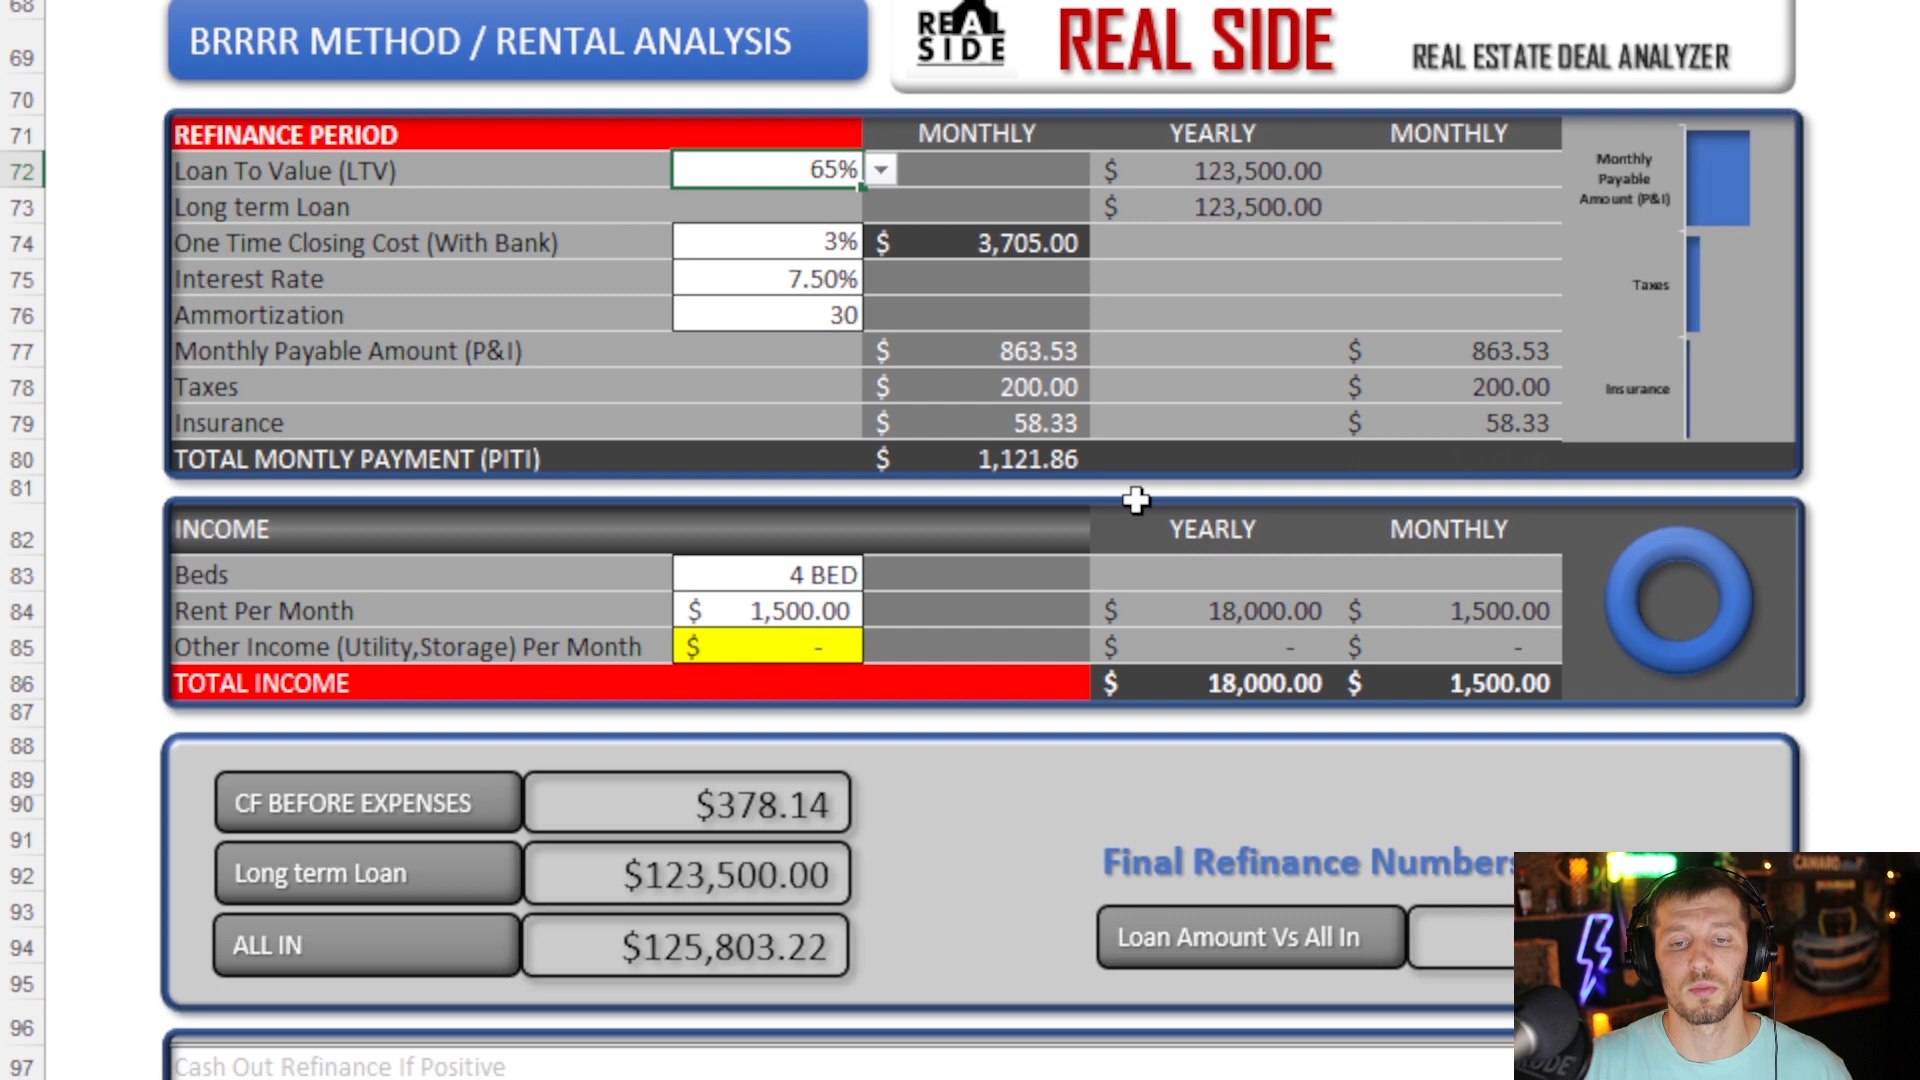 68
69
70
71
72
73
74
75
76
77
78
79
80
81
82
83
84
85
86
87
88
89
90
91
92
93
94
95
96
97
BRRRR METHOD / RENTAL ANALYSIS
REAL
SIDE
REAL SIDE
REAL ESTATE DEAL ANALYZER
REFINANCE PERIOD MONTHLY YEARLY MONTHLY
Loan To Value (LTV) 65% $ 123,500.00
Long term Loan $ 123,500.00
One Time Closing Cost (With Bank) 3% $ 3,705.00
Interest Rate 7.50%
Ammortization 30
Monthly Payable Amount (P&I) $ 863.53 $ 863.53
Taxes $ 200.00 $ 200.00
Insurance $ 58.33 $ 58.33
TOTAL MONTLY PAYMENT (PITI) $ 1,121.86
Monthly
Payable
Amount (P&I)
Taxes
Insurance
INCOME YEARLY MONTHLY
Beds 4 BED
Rent Per Month $ 1,500.00 $ 18,000.00 $ 1,500.00
Other Income (Utility,Storage) Per Month $ - $ - $ -
TOTAL INCOME $ 18,000.00 $ 1,500.00
CF BEFORE EXPENSES $378.14
Long term Loan $123,500.00
ALL IN $125,803.22
Final Refinance Numbers
Loan Amount Vs All In
Cash Out Refinance If Positive